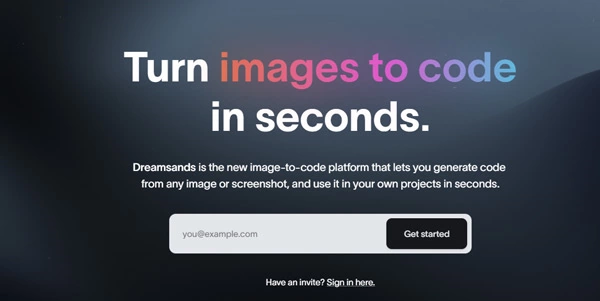 Turn images to code
in seconds.
Dreamsands is the new image-to-code platform that lets you generate code
from any image or screenshot, and use it in your own projects in seconds.
you@example.com
Get started
Have an invite? Sign in here.